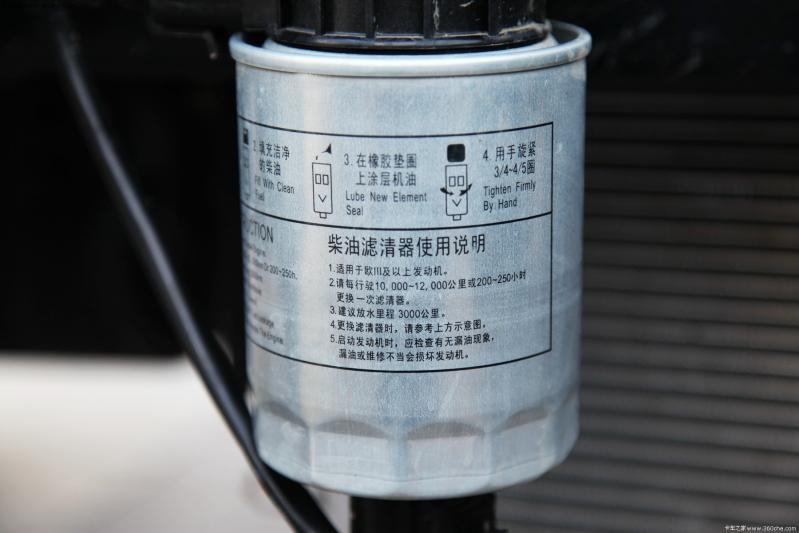 2.填充洁净
的柴油
Fill With Clean
Fuel
3. 在橡胶垫圈
上涂层机油
Lube New Element
Seal
4. 用手旋紧
3/4~4/5圈
Tighten Firmly
By Hand
UCTION
200~250h.
柴油滤清器使用说明
1.适用于欧III及以上发动机。
2.请每行驶10,000~12,000公里或200~250小时
更换一次滤清器。
3.建议放水里程 3000公里。
4.更换滤清器时，请参考上方示意图。
5.启动发动机时，应检查有无漏油现象，
漏油或维修不当会损坏发动机。
卡车之家 www.360che.com